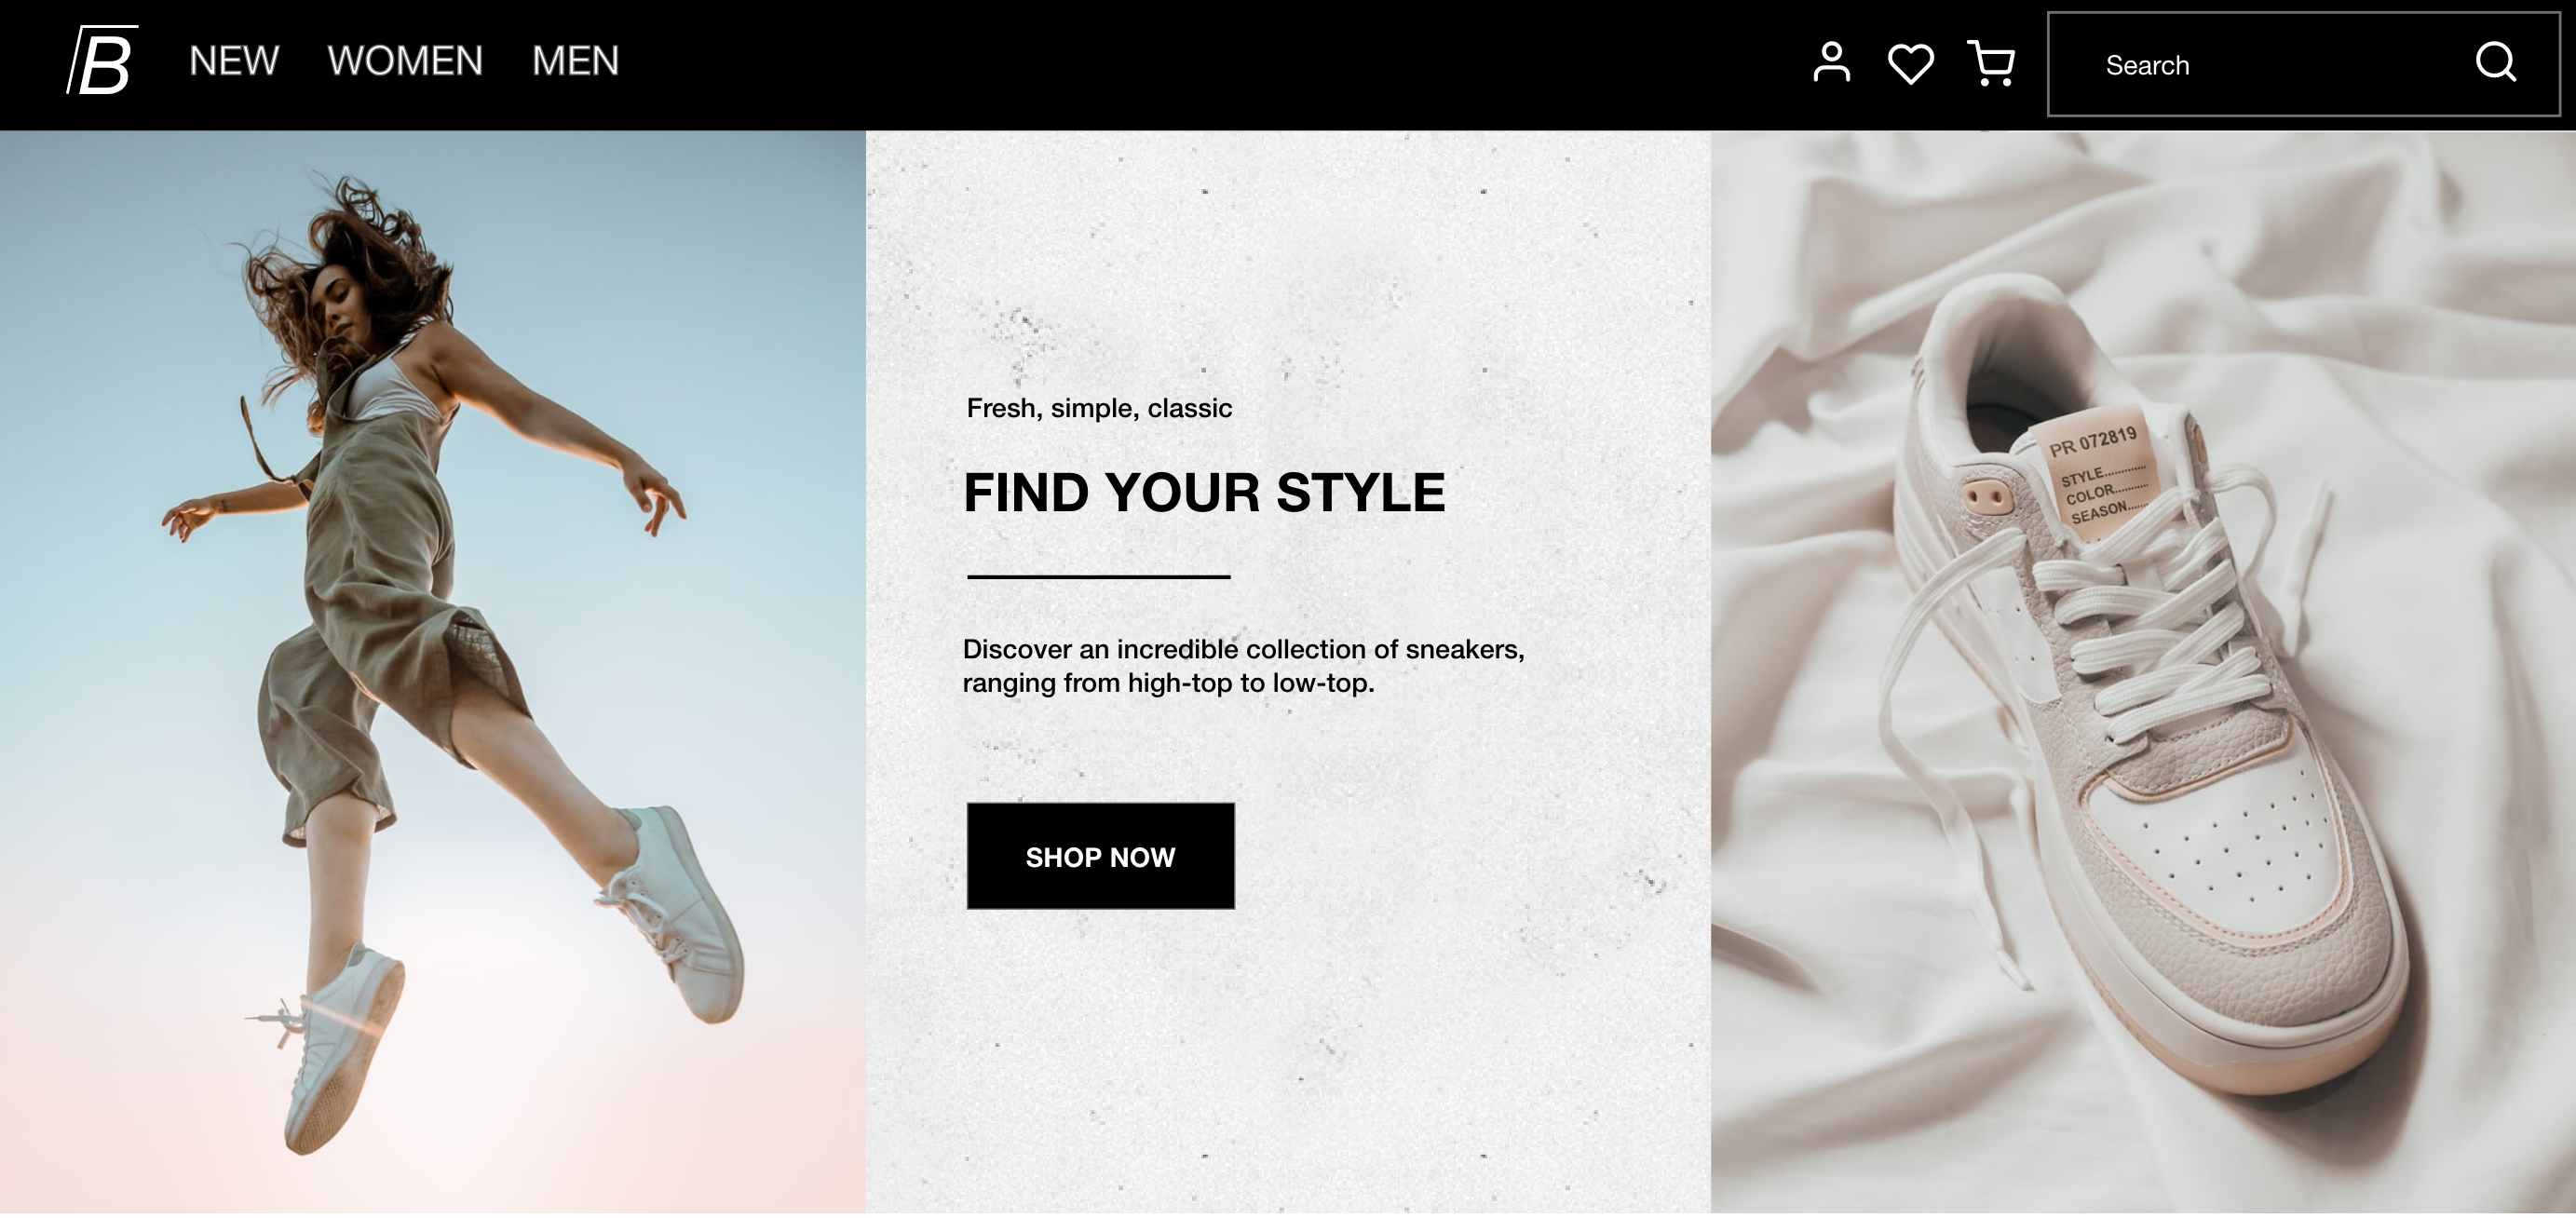 B
NEW WOMEN MEN
Search
Fresh, simple, classic
FIND YOUR STYLE
Discover an incredible collection of sneakers,
ranging from high-top to low-top.
SHOP NOW
PR 072819
STYLE..............
COLOR...........
SEASON......